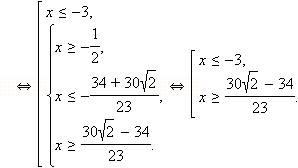 ⇔ [ x ≤ −3, { x ≥ −1/2, x ≤ −(34 + 30√2)/23, x ≥ (30√2 − 34)/23. ⇔ [ x ≤ −3, x ≥ (30√2 − 34)/23.